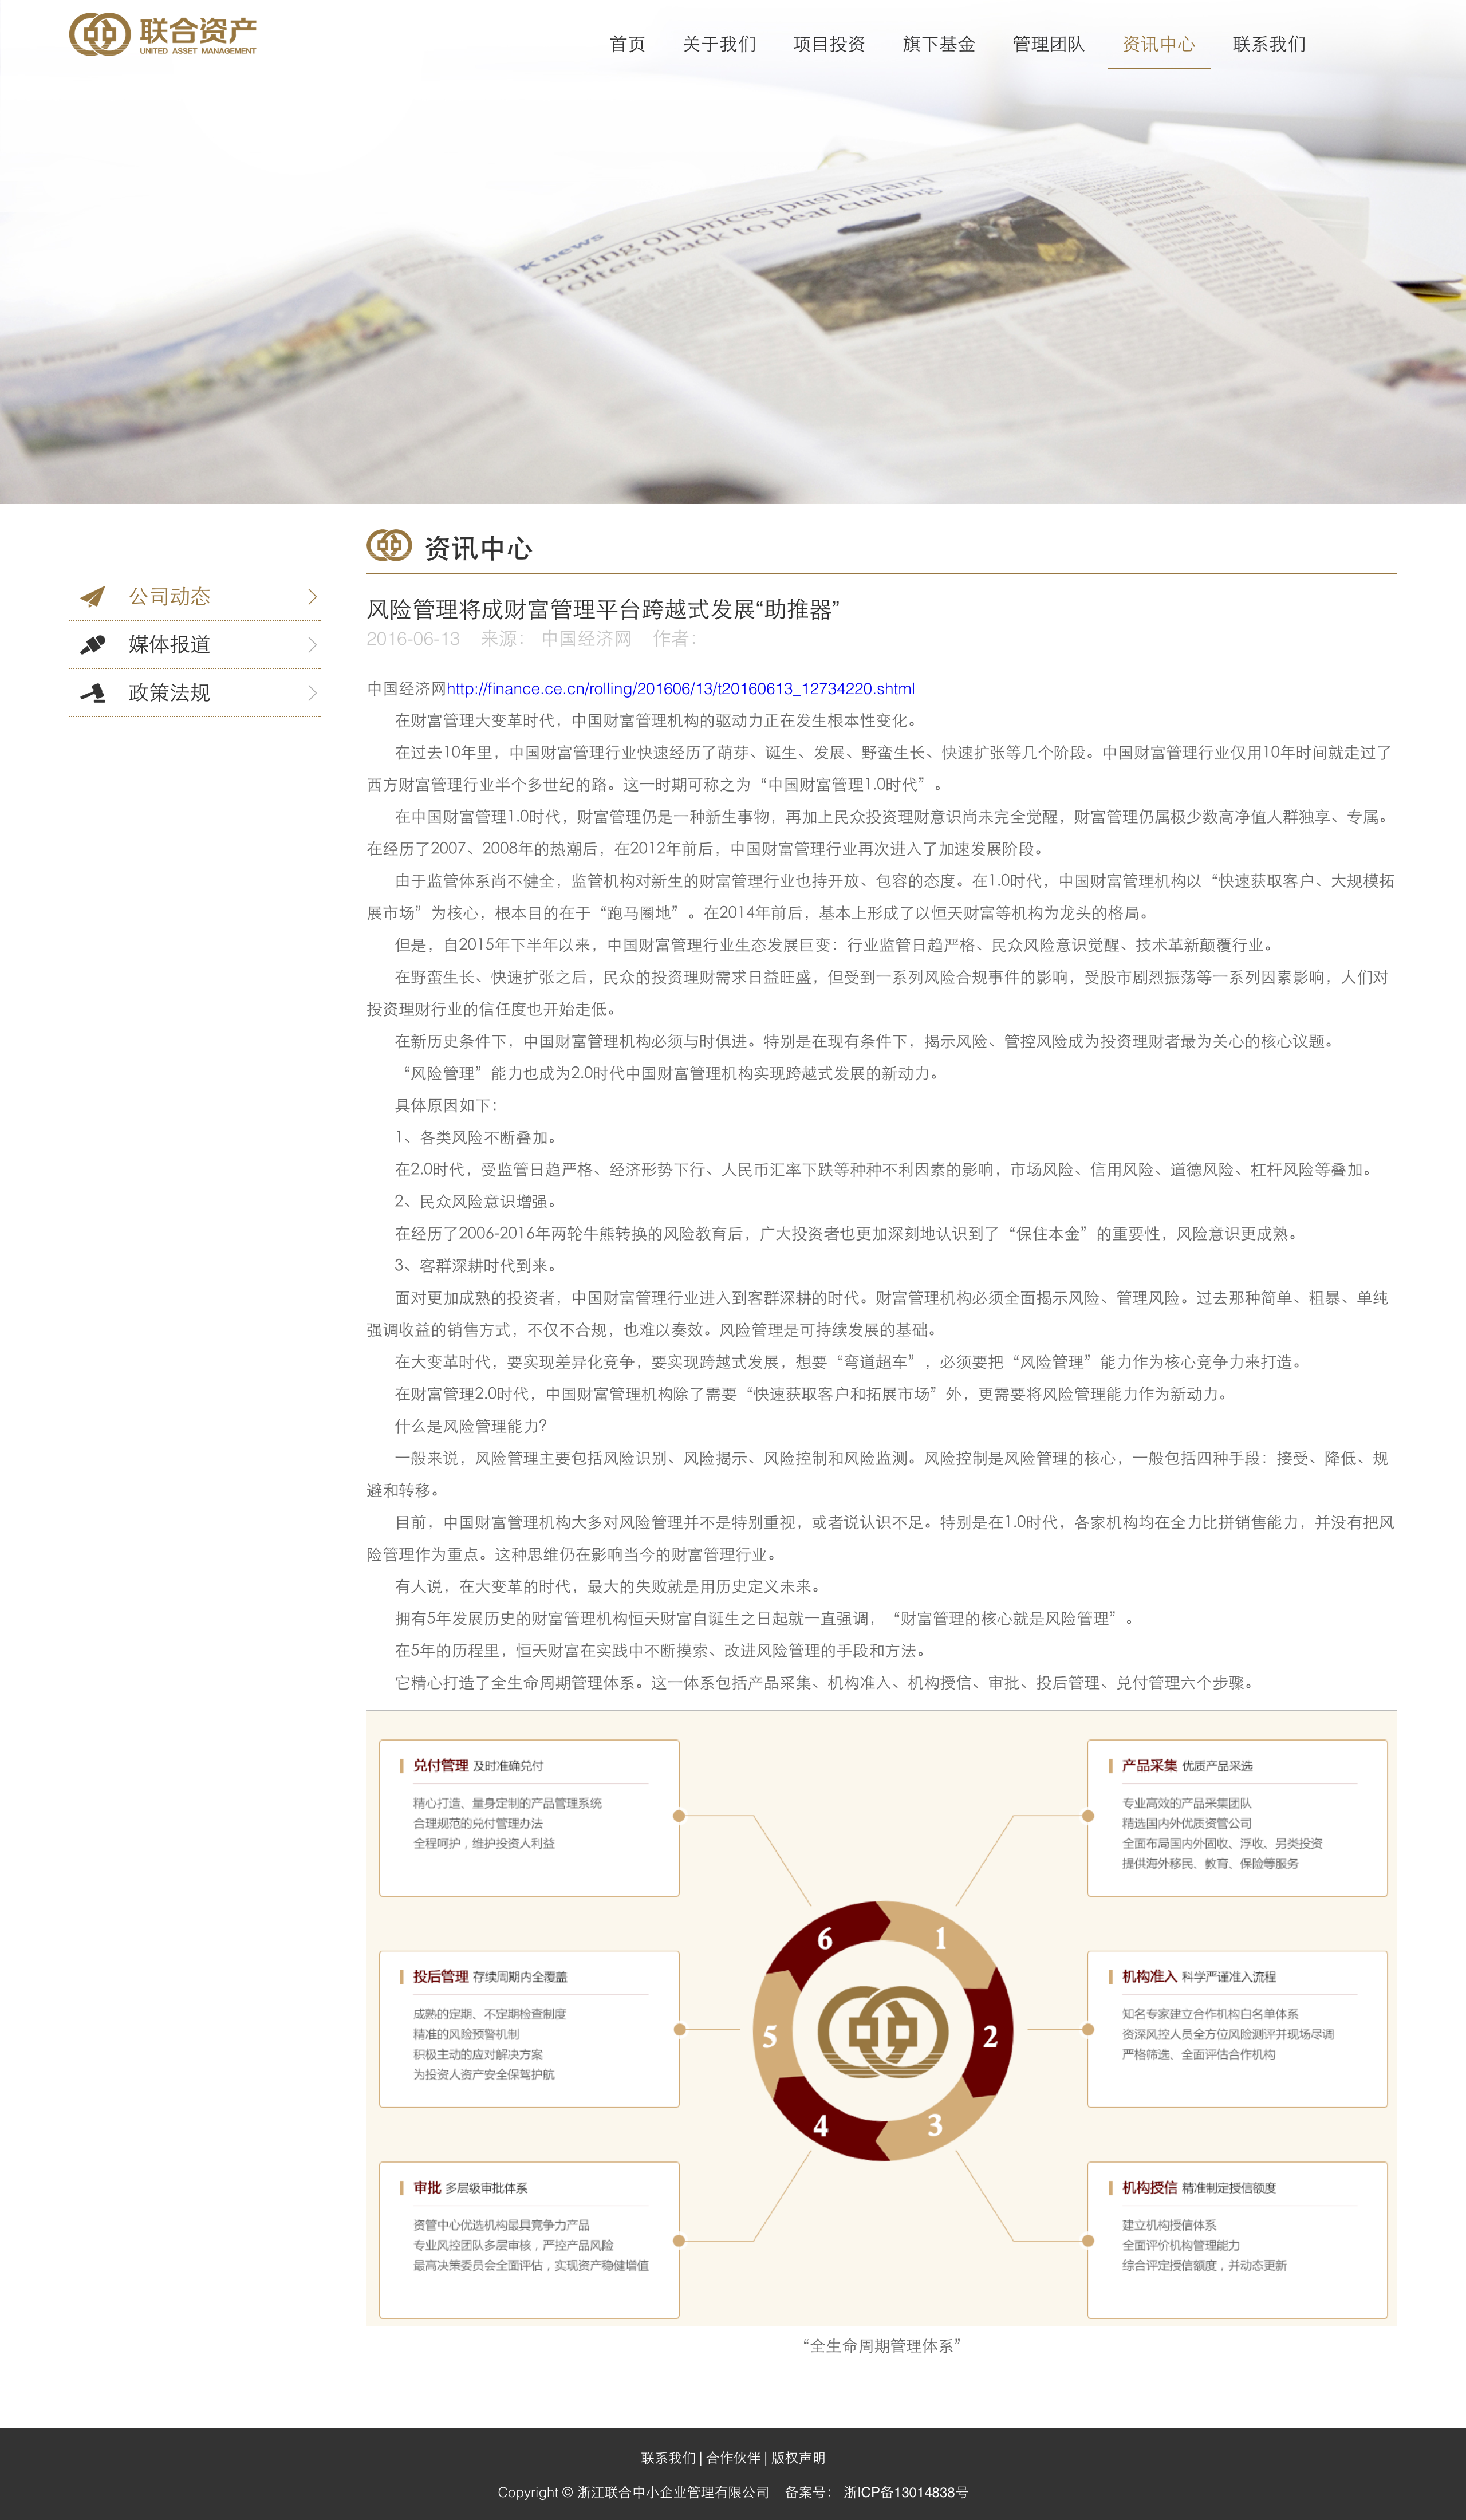 联合资产
UNITED ASSET MANAGEMENT
首页 关于我们 项目投资 旗下基金 管理团队 资讯中心 联系我们
k news
oaring oil prices push island
rofters back to peat cutting
资讯中心
公司动态
媒体报道
政策法规
风险管理将成财富管理平台跨越式发展“助推器”
2016-06-13 来源： 中国经济网 作者：
中国经济网http://finance.ce.cn/rolling/201606/13/t20160613_12734220.shtml
在财富管理大变革时代，中国财富管理机构的驱动力正在发生根本性变化。
在过去10年里，中国财富管理行业快速经历了萌芽、诞生、发展、野蛮生长、快速扩张等几个阶段。中国财富管理行业仅用10年时间就走过了
西方财富管理行业半个多世纪的路。这一时期可称之为“中国财富管理1.0时代”。
在中国财富管理1.0时代，财富管理仍是一种新生事物，再加上民众投资理财意识尚未完全觉醒，财富管理仍属极少数高净值人群独享、专属。
在经历了2007、2008年的热潮后，在2012年前后，中国财富管理行业再次进入了加速发展阶段。
由于监管体系尚不健全，监管机构对新生的财富管理行业也持开放、包容的态度。在1.0时代，中国财富管理机构以“快速获取客户、大规模拓
展市场”为核心，根本目的在于“跑马圈地”。在2014年前后，基本上形成了以恒天财富等机构为龙头的格局。
但是，自2015年下半年以来，中国财富管理行业生态发展巨变：行业监管日趋严格、民众风险意识觉醒、技术革新颠覆行业。
在野蛮生长、快速扩张之后，民众的投资理财需求日益旺盛，但受到一系列风险合规事件的影响，受股市剧烈振荡等一系列因素影响，人们对
投资理财行业的信任度也开始走低。
在新历史条件下，中国财富管理机构必须与时俱进。特别是在现有条件下，揭示风险、管控风险成为投资理财者最为关心的核心议题。
“风险管理”能力也成为2.0时代中国财富管理机构实现跨越式发展的新动力。
具体原因如下：
1、各类风险不断叠加。
在2.0时代，受监管日趋严格、经济形势下行、人民币汇率下跌等种种不利因素的影响，市场风险、信用风险、道德风险、杠杆风险等叠加。
2、民众风险意识增强。
在经历了2006-2016年两轮牛熊转换的风险教育后，广大投资者也更加深刻地认识到了“保住本金”的重要性，风险意识更成熟。
3、客群深耕时代到来。
面对更加成熟的投资者，中国财富管理行业进入到客群深耕的时代。财富管理机构必须全面揭示风险、管理风险。过去那种简单、粗暴、单纯
强调收益的销售方式，不仅不合规，也难以奏效。风险管理是可持续发展的基础。
在大变革时代，要实现差异化竞争，要实现跨越式发展，想要“弯道超车”，必须要把“风险管理”能力作为核心竞争力来打造。
在财富管理2.0时代，中国财富管理机构除了需要“快速获取客户和拓展市场”外，更需要将风险管理能力作为新动力。
什么是风险管理能力?
一般来说，风险管理主要包括风险识别、风险揭示、风险控制和风险监测。风险控制是风险管理的核心，一般包括四种手段：接受、降低、规
避和转移。
目前，中国财富管理机构大多对风险管理并不是特别重视，或者说认识不足。特别是在1.0时代，各家机构均在全力比拼销售能力，并没有把风
险管理作为重点。这种思维仍在影响当今的财富管理行业。
有人说，在大变革的时代，最大的失败就是用历史定义未来。
拥有5年发展历史的财富管理机构恒天财富自诞生之日起就一直强调，“财富管理的核心就是风险管理”。
在5年的历程里，恒天财富在实践中不断摸索、改进风险管理的手段和方法。
它精心打造了全生命周期管理体系。这一体系包括产品采集、机构准入、机构授信、审批、投后管理、兑付管理六个步骤。
兑付管理 及时准确兑付
精心打造、量身定制的产品管理系统
合理规范的兑付管理办法
全程呵护，维护投资人利益
产品采集 优质产品采选
专业高效的产品采集团队
精选国内外优质资管公司
全面布局国内外固收、浮收、另类投资
提供海外移民、教育、保险等服务
投后管理 存续周期内全覆盖
成熟的定期、不定期检查制度
精准的风险预警机制
积极主动的应对解决方案
为投资人资产安全保驾护航
6 1
5 2
4 3
机构准入 科学严谨准入流程
知名专家建立合作机构白名单体系
资深风控人员全方位风险测评并现场尽调
严格筛选、全面评估合作机构
审批 多层级审批体系
资管中心优选机构最具竞争力产品
专业风控团队多层审核，严控产品风险
最高决策委员会全面评估，实现资产稳健增值
机构授信 精准制定授信额度
建立机构授信体系
全面评价机构管理能力
综合评定授信额度，并动态更新
“全生命周期管理体系”
联系我们 | 合作伙伴 | 版权声明
Copyright © 浙江联合中小企业管理有限公司 备案号： 浙ICP备13014838号